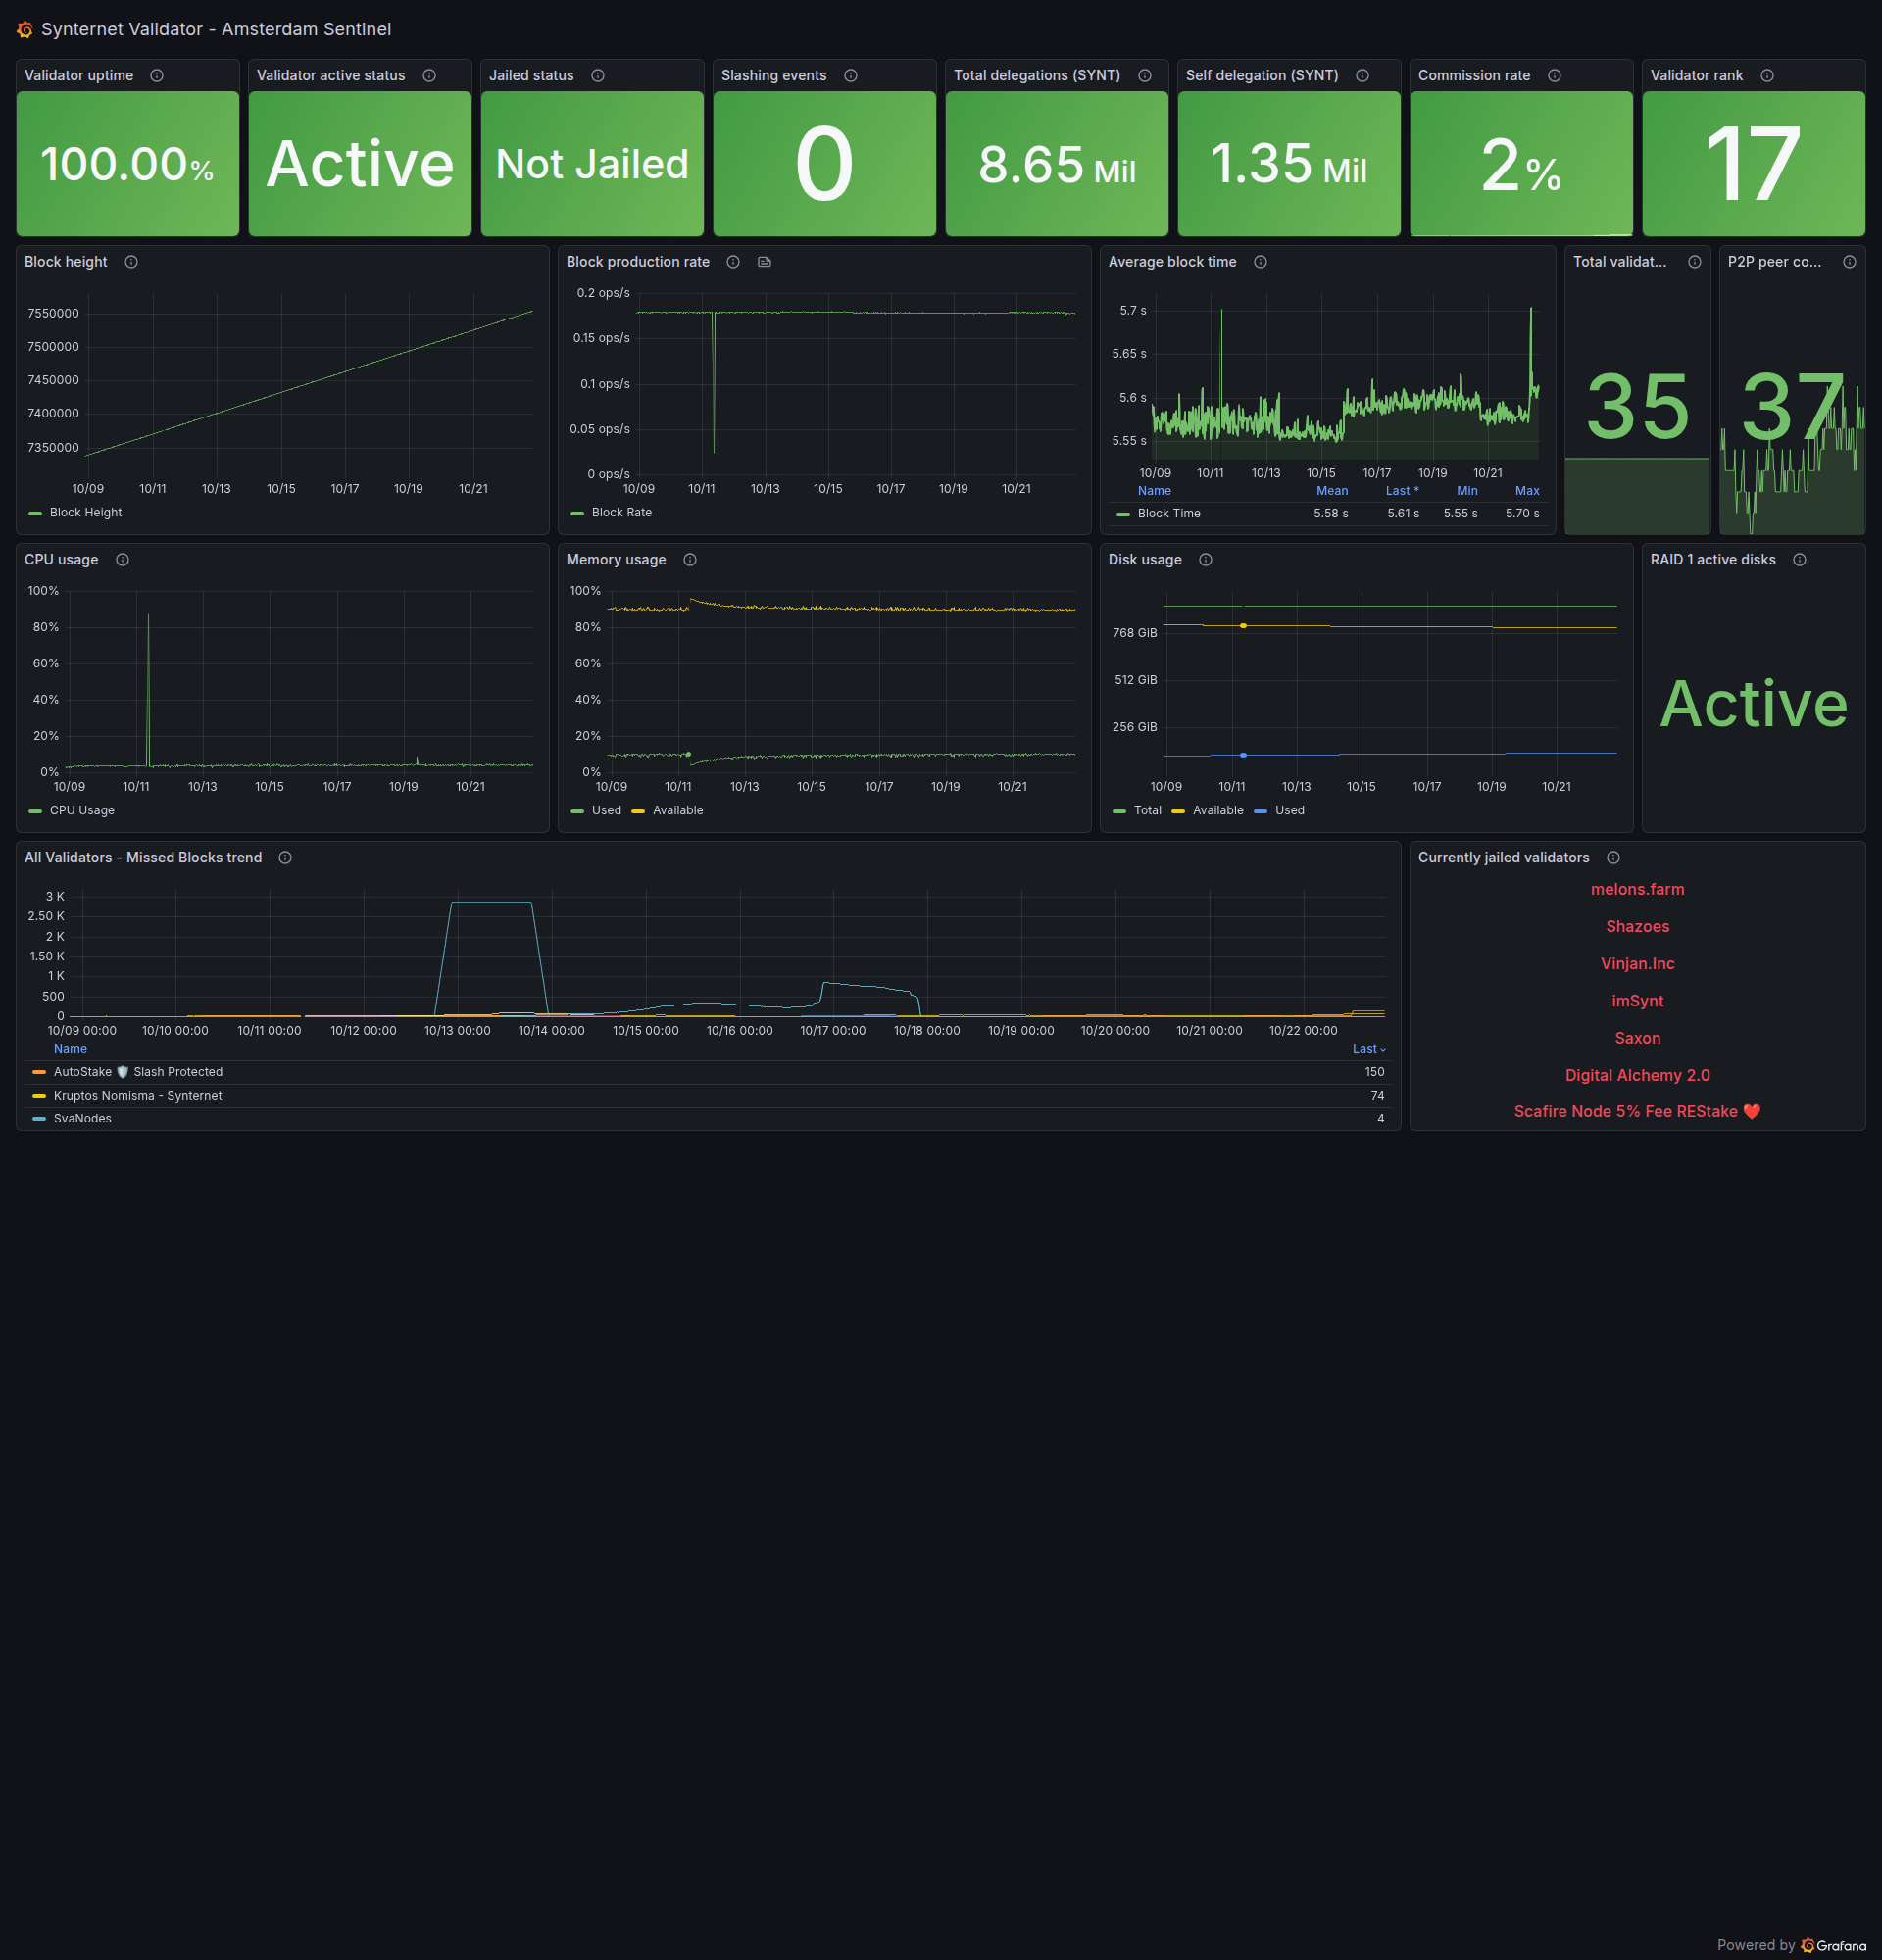 Synternet Validator - Amsterdam Sentinel
Validator uptime
100.00%
Validator active status
Active
Jailed status
Not Jailed
Slashing events
0
Total delegations (SYNT)
8.65 Mil
Self delegation (SYNT)
1.35 Mil
Commission rate
2%
Validator rank
17
Block height
7550000
7500000
7450000
7400000
7350000
10/09 10/11 10/13 10/15 10/17 10/19 10/21
Block Height
Block production rate
0.2 ops/s
0.15 ops/s
0.1 ops/s
0.05 ops/s
0 ops/s
10/09 10/11 10/13 10/15 10/17 10/19 10/21
Block Rate
Average block time
5.7 s
5.65 s
5.6 s
5.55 s
10/09 10/11 10/13 10/15 10/17 10/19 10/21
Name Mean Last * Min Max
Block TIme 5.58 s 5.61 s 5.55 s 5.70 s
Total validat...
35
P2P peer co...
37
CPU usage
100%
80%
60%
40%
20%
0%
10/09 10/11 10/13 10/15 10/17 10/19 10/21
CPU Usage
Memory usage
100%
80%
60%
40%
20%
0%
10/09 10/11 10/13 10/15 10/17 10/19 10/21
Used Available
Disk usage
768 GiB
512 GiB
256 GiB
10/09 10/11 10/13 10/15 10/17 10/19 10/21
Total Available Used
RAID 1 active disks
Active
All Validators - Missed Blocks trend
3 K
2.50 K
2 K
1.50 K
1 K
500
0
10/09 00:00 10/10 00:00 10/11 00:00 10/12 00:00 10/13 00:00 10/14 00:00 10/15 00:00 10/16 00:00 10/17 00:00 10/18 00:00 10/19 00:00 10/20 00:00 10/21 00:00 10/22 00:00
Name Last
AutoStake 🛡️ Slash Protected 150
Kruptos Nomisma - Synternet 74
SvaNodes 4
Currently jailed validators
melons.farm
Shazoes
Vinjan.Inc
imSynt
Saxon
Digital Alchemy 2.0
Scafire Node 5% Fee REStake ❤️
Powered by Grafana